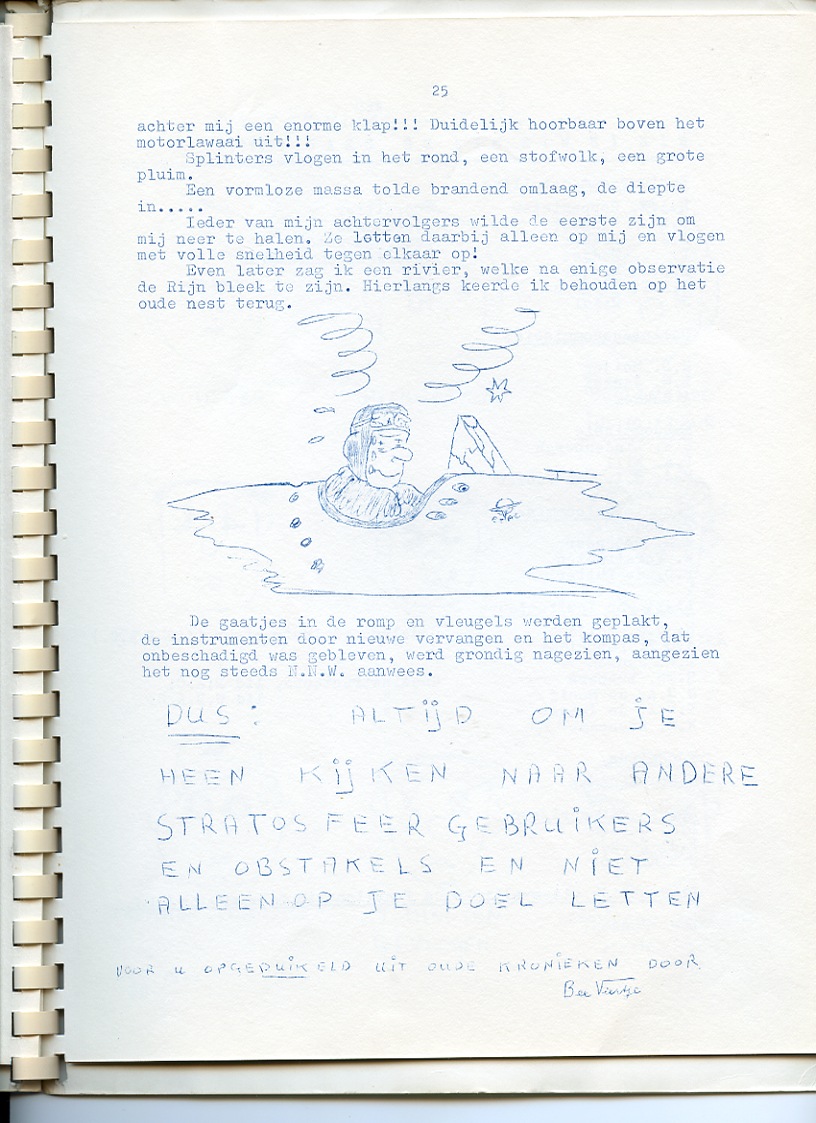 25
achter mij een enorme klap!!! Duidelijk hoorbaar boven het
motorlawaai uit!!!
Splinters vlogen in het rond, een stofwolk, een grote
pluim.
Een vormloze massa tolde brandend omlaag, de diepte
in.....
Ieder van mijn achtervolgers wilde de eerste zijn om
mij neer te halen. Ze letten daarbij alleen op mij en vlogen
met volle snelheid tegen elkaar op!
Even later zag ik een rivier, welke na enige observatie
de Rijn bleek te zijn. Hierlangs keerde ik behouden op het
oude nest terug.
De gaatjes in de romp en vleugels werden geplakt,
de instrumenten door nieuwe vervangen en het kompas, dat
onbeschadigd was gebleven, werd grondig nagezien, aangezien
het nog steeds N.N.W. aanwees.
DUS: ALTIJD OM JE
HEEN KIJKEN NAAR ANDERE
STRATOSFEER GEBRUIKERS
EN OBSTAKELS EN NIET
ALLEEN OP JE DOEL LETTEN
VOOR U OPGEDUIKELD UIT OUDE KRONIEKEN DOOR